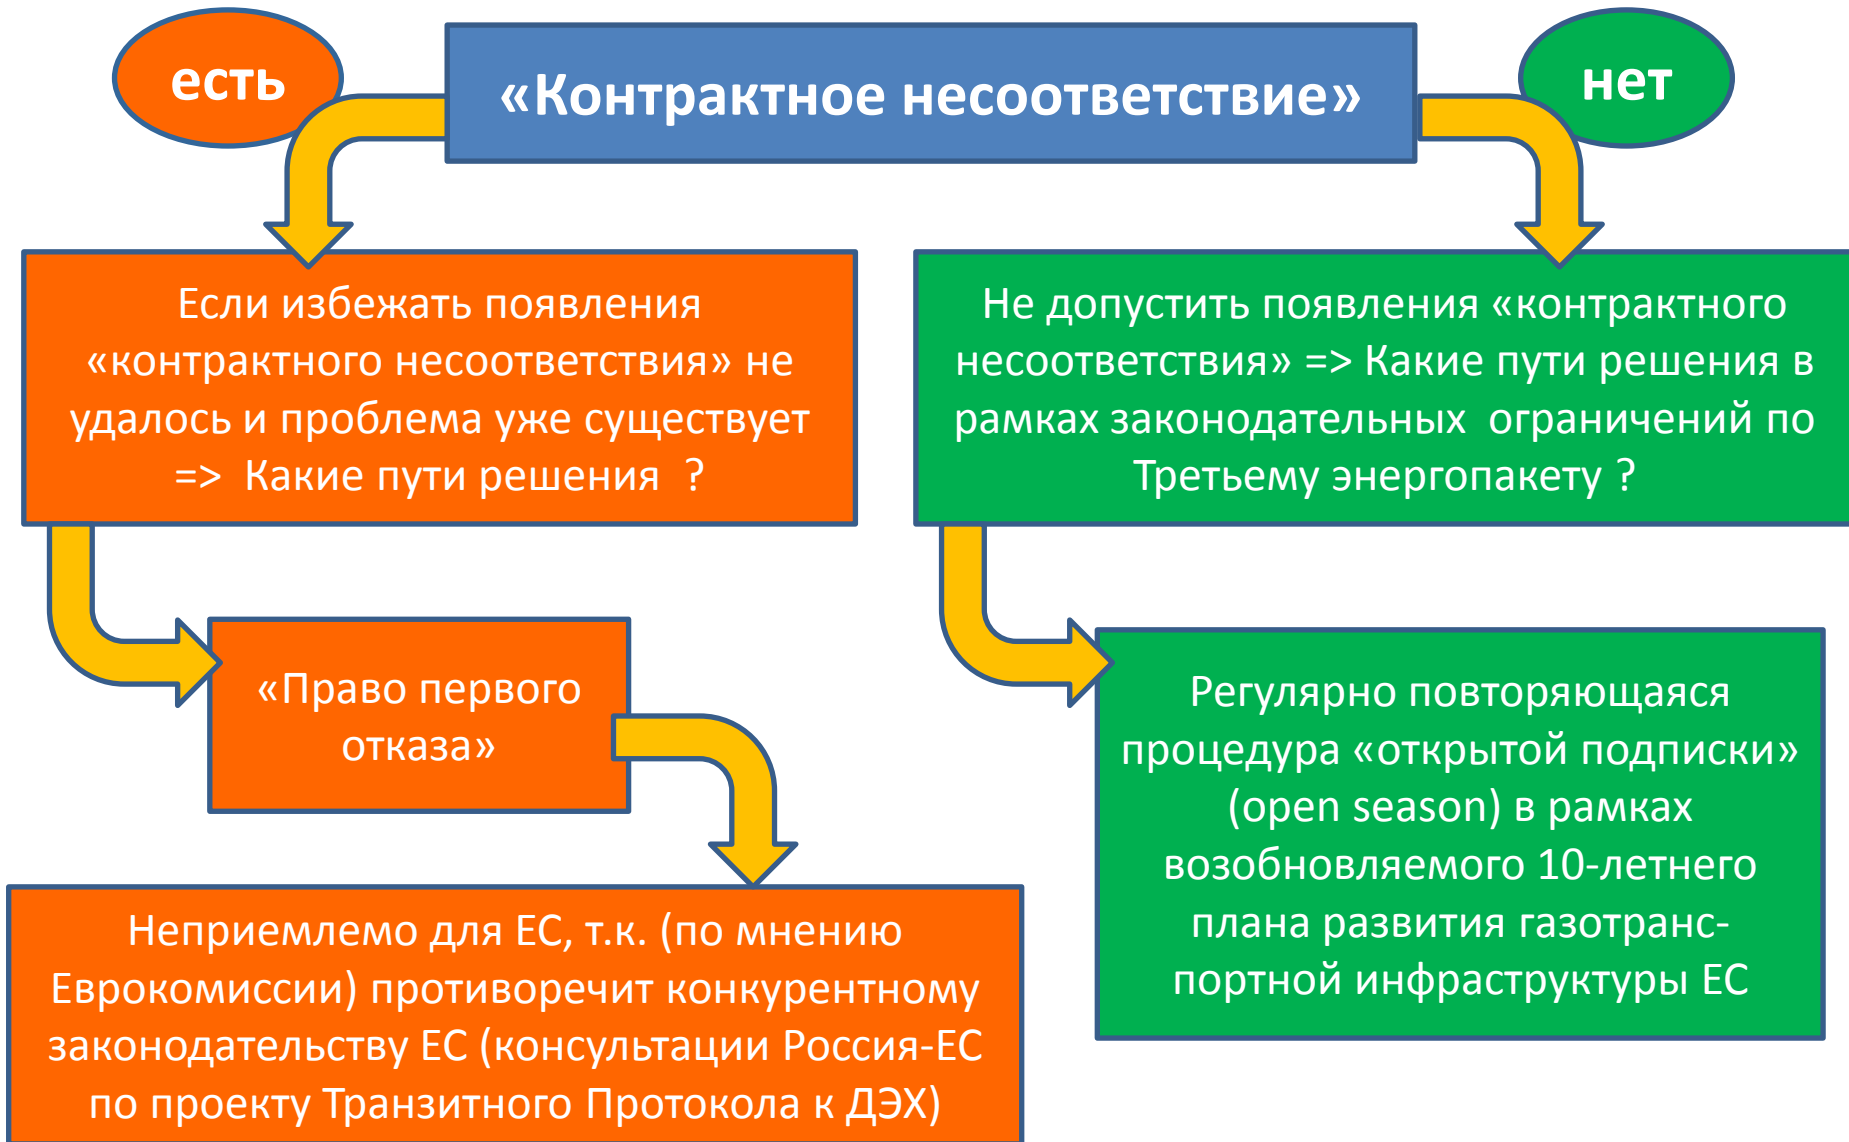 есть
«Контрактное несоответствие»
нет
Если избежать появления
«контрактного несоответствия» не
удалось и проблема уже существует
=> Какие пути решения ?
Не допустить появления «контрактного
несоответствия» => Какие пути решения в
рамках законодательных ограничений по
Третьему энергопакету ?
«Право первого
отказа»
Регулярно повторяющаяся
процедура «открытой подписки»
(open season) в рамках
возобновляемого 10-летнего
плана развития газотранс-
портной инфраструктуры ЕС
Неприемлемо для ЕС, т.к. (по мнению
Еврокомиссии) противоречит конкурентному
законодательству ЕС (консультации Россия-ЕС
по проекту Транзитного Протокола к ДЭХ)